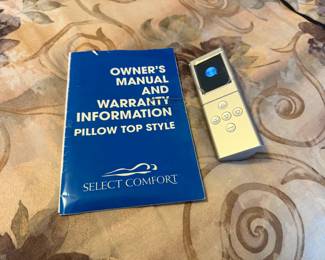 OWNER'S
MANUAL
AND
WARRANTY
INFORMATION
PILLOW TOP STYLE
SELECT COMFORT